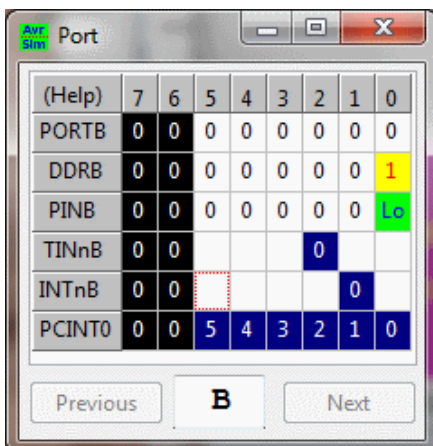 Avr Sim Port
(Help) 7 6 5 4 3 2 1 0
PORTB 0 0 0 0 0 0 0 0
DDRB 0 0 0 0 0 0 0 1
PINB 0 0 0 0 0 0 0 Lo
TINnB 0 0 0
INTnB 0 0 0
PCINT0 0 0 5 4 3 2 1 0
Previous B Next